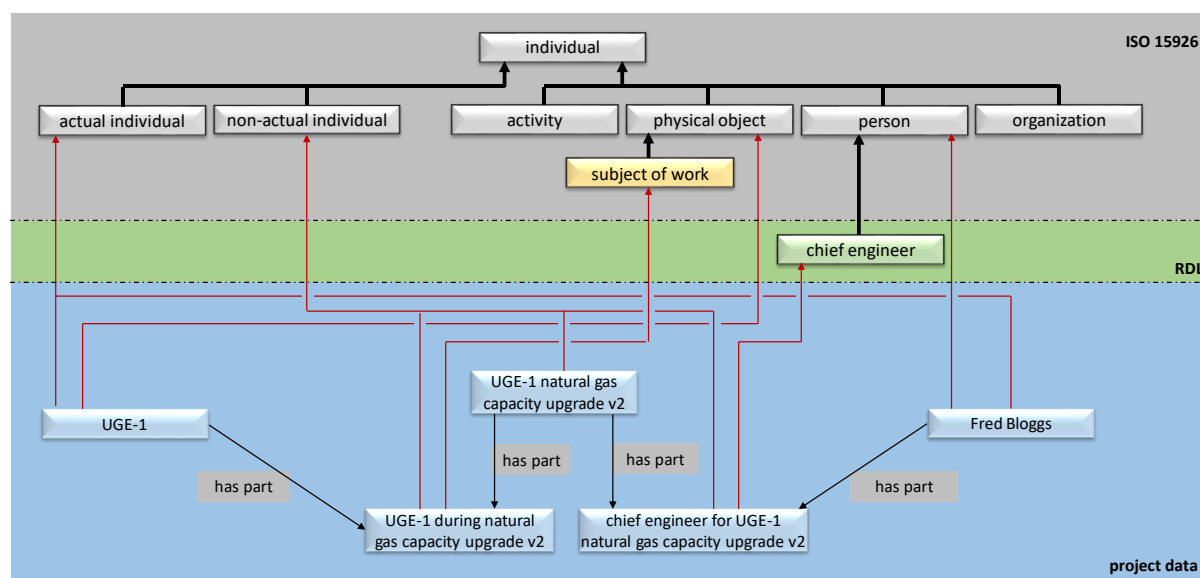 individual
ISO 15926
actual individual
non-actual individual
activity
physical object
person
organization
subject of work
chief engineer
RDL
UGE-1 natural gas
capacity upgrade v2
UGE-1
Fred Bloggs
has part
has part
has part
has part
UGE-1 during natural
gas capacity upgrade v2
chief engineer for UGE-1
natural gas capacity upgrade v2
project data